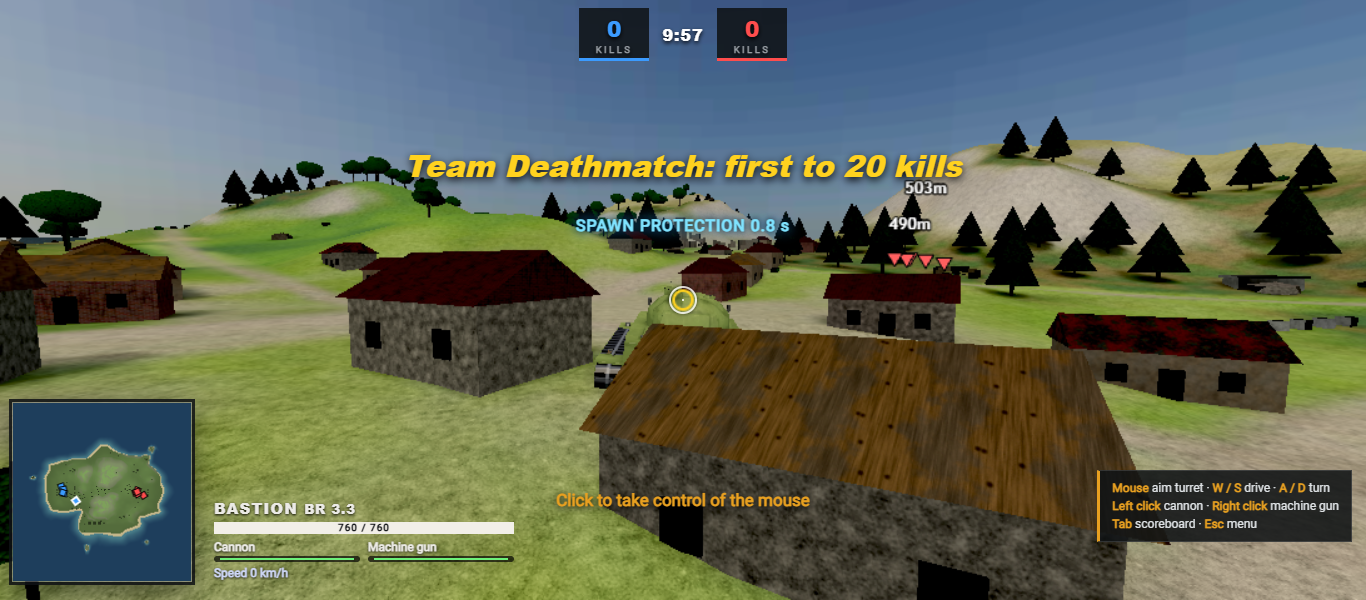 0
KILLS
9:57
0
KILLS
Team Deathmatch: first to 20 kills
503m
SPAWN PROTECTION 0.8 s
490m
Click to take control of the mouse
BASTION BR 3.3
760 / 760
Cannon
Machine gun
Speed 0 km/h
Mouse aim turret · W / S drive · A / D turn
Left click cannon · Right click machine gun
Tab scoreboard · Esc menu